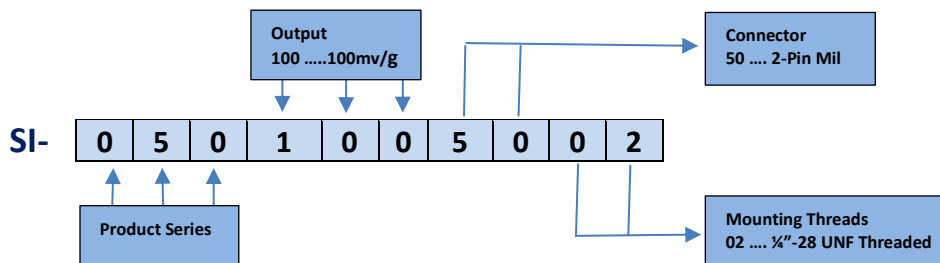 Output
100 .....100mv/g
Connector
50 .... 2-Pin Mil
SI- 0 5 0 1 0 0 5 0 0 2
Product Series
Mounting Threads
02 .... ¼”-28 UNF Threaded